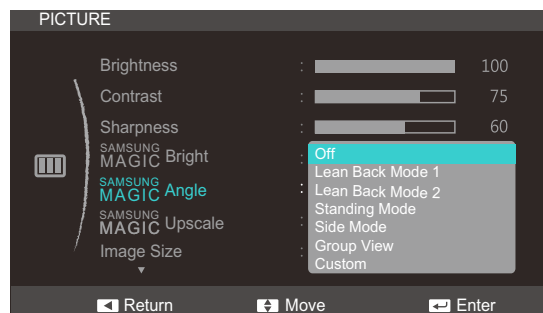 PICTURE
Brightness : 100
Contrast : 75
Sharpness : 60
SAMSUNG MAGIC Bright :
SAMSUNG MAGIC Angle :
SAMSUNG MAGIC Upscale :
Image Size :
Off
Lean Back Mode 1
Lean Back Mode 2
Standing Mode
Side Mode
Group View
Custom
Return Move Enter